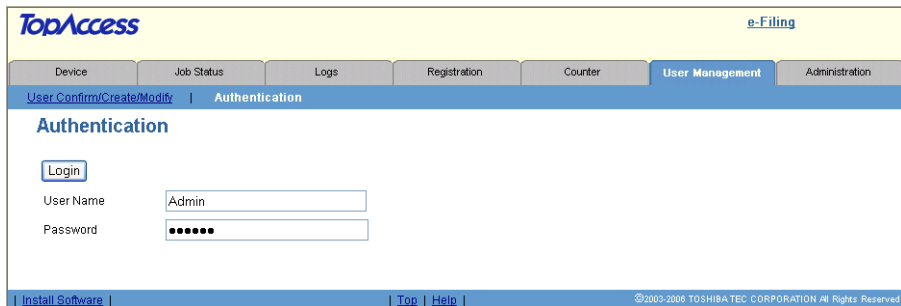 TopAccess
e-Filing
Device Job Status Logs Registration Counter User Management Administration
User Confirm/Create/Modify | Authentication
Authentication
Login
User Name Admin
Password ●●●●●●
| Install Software | | Top | Help | ©2003-2006 TOSHIBA TEC CORPORATION All Rights Reserved